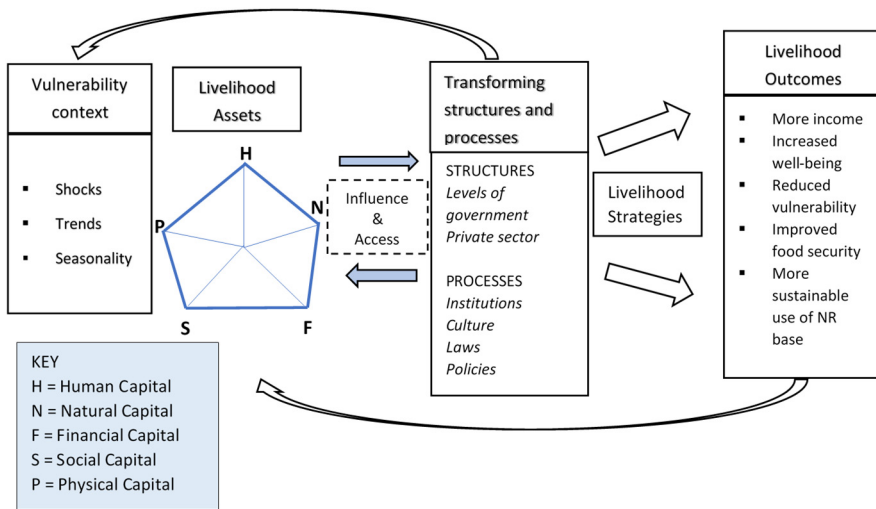 Vulnerability
context
▪ Shocks
▪ Trends
▪ Seasonality
Livelihood
Assets
H
N
F
S
P
Influence
&
Access
Transforming
structures and
processes
STRUCTURES
Levels of
government
Private sector
PROCESSES
Institutions
Culture
Laws
Policies
Livelihood
Strategies
Livelihood
Outcomes
▪ More income
▪ Increased
well-being
▪ Reduced
vulnerability
▪ Improved
food security
▪ More
sustainable
use of NR
base
KEY
H = Human Capital
N = Natural Capital
F = Financial Capital
S = Social Capital
P = Physical Capital